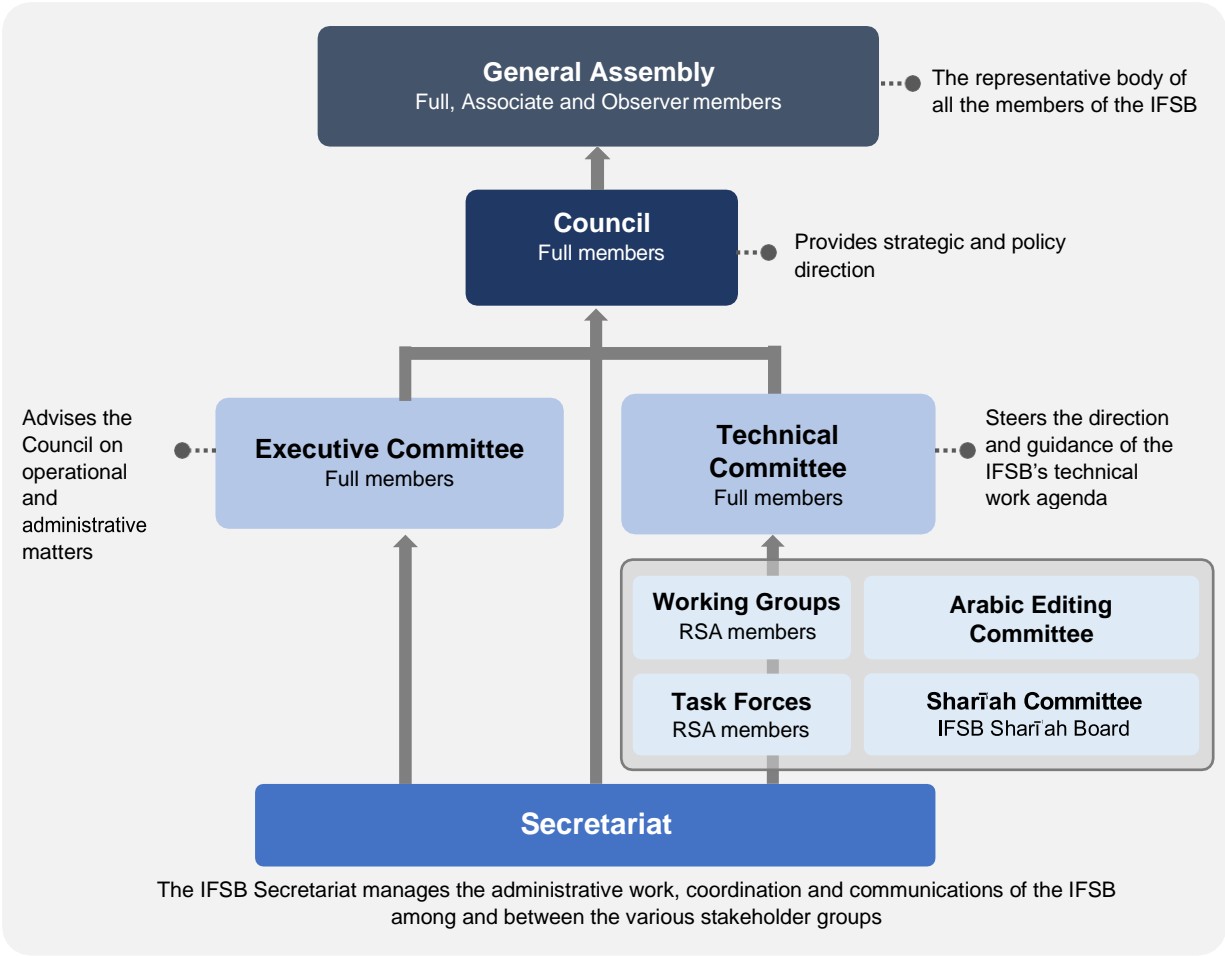 General Assembly
Full, Associate and Observer members
The representative body of
all the members of the IFSB
Council
Full members
Provides strategic and policy
direction
Advises the
Council on
operational
and
administrative
matters
Executive Committee
Full members
Technical
Committee
Full members
Steers the direction
and guidance of the
IFSB’s technical
work agenda
Working Groups
RSA members
Arabic Editing
Committee
Task Forces
RSA members
Sharīʻah Committee
IFSB Sharīʻah Board
Secretariat
The IFSB Secretariat manages the administrative work, coordination and communications of the IFSB
among and between the various stakeholder groups